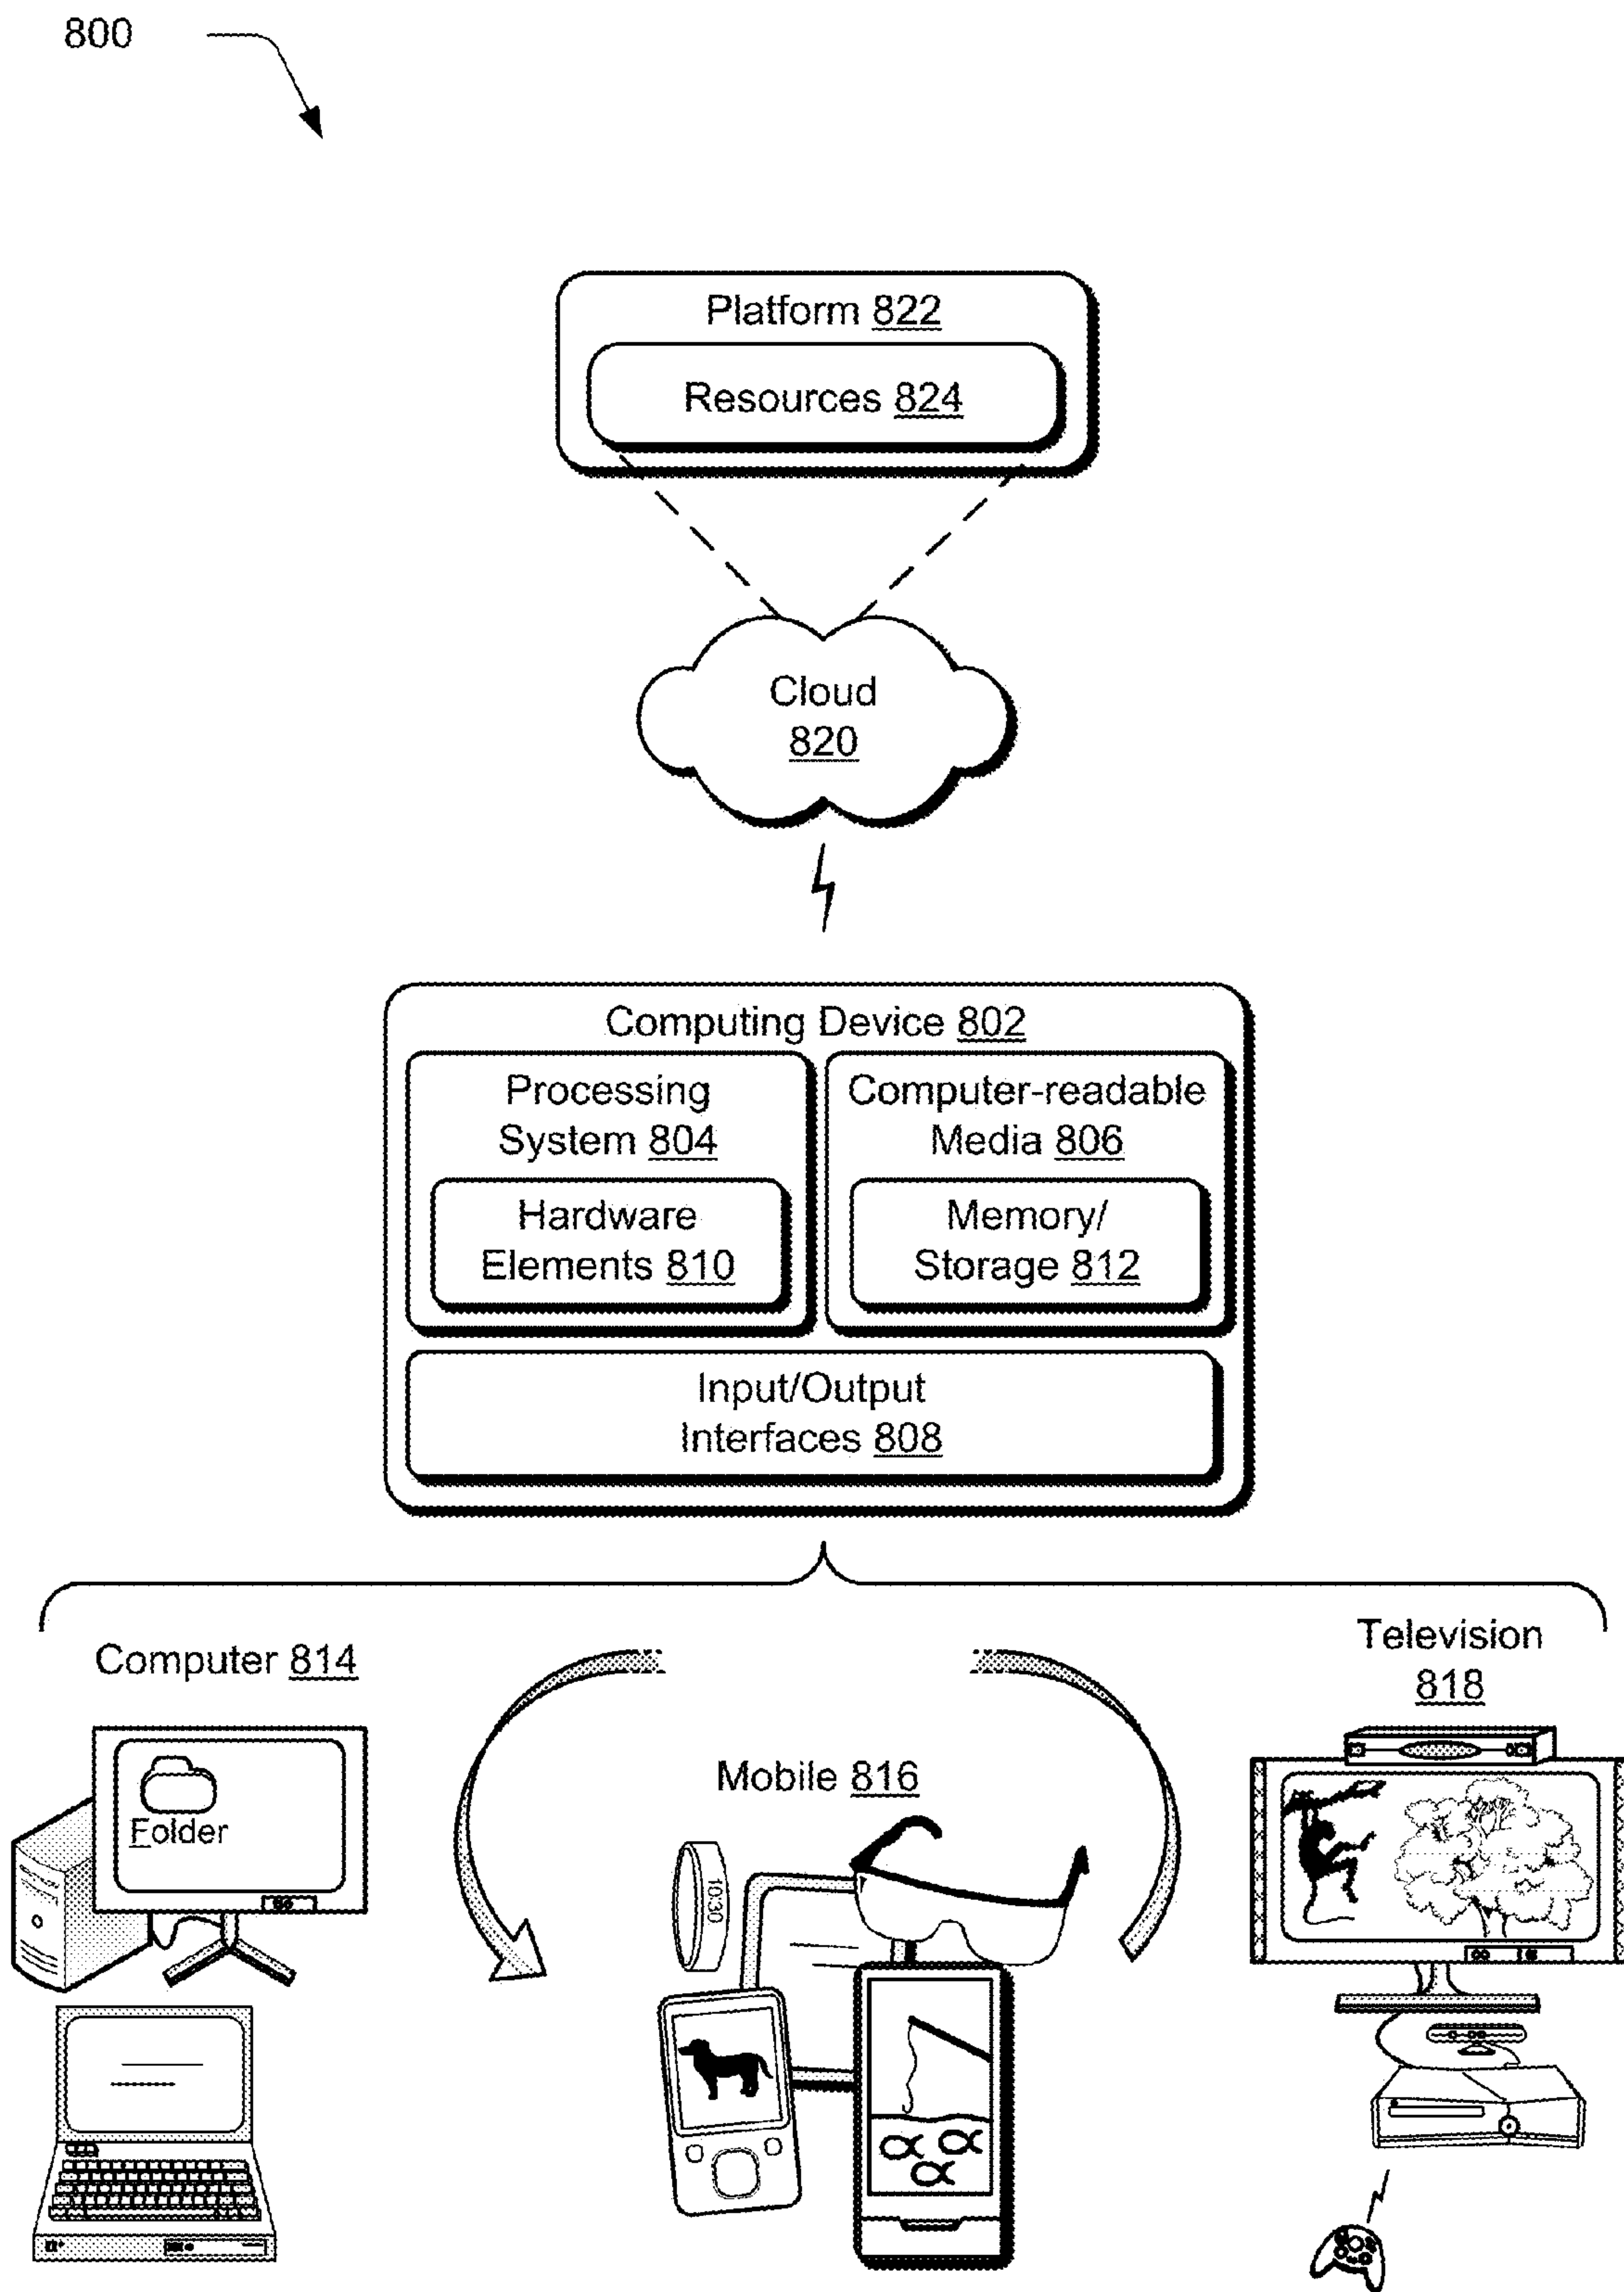 800
Platform 822
Resources 824
Cloud
820
Computing Device 802
Processing
System 804
Hardware
Elements 810
Computer-readable
Media 806
Memory/
Storage 812
Input/Output
Interfaces 808
Computer 814
Folder
Mobile 816
10:30
Television
818